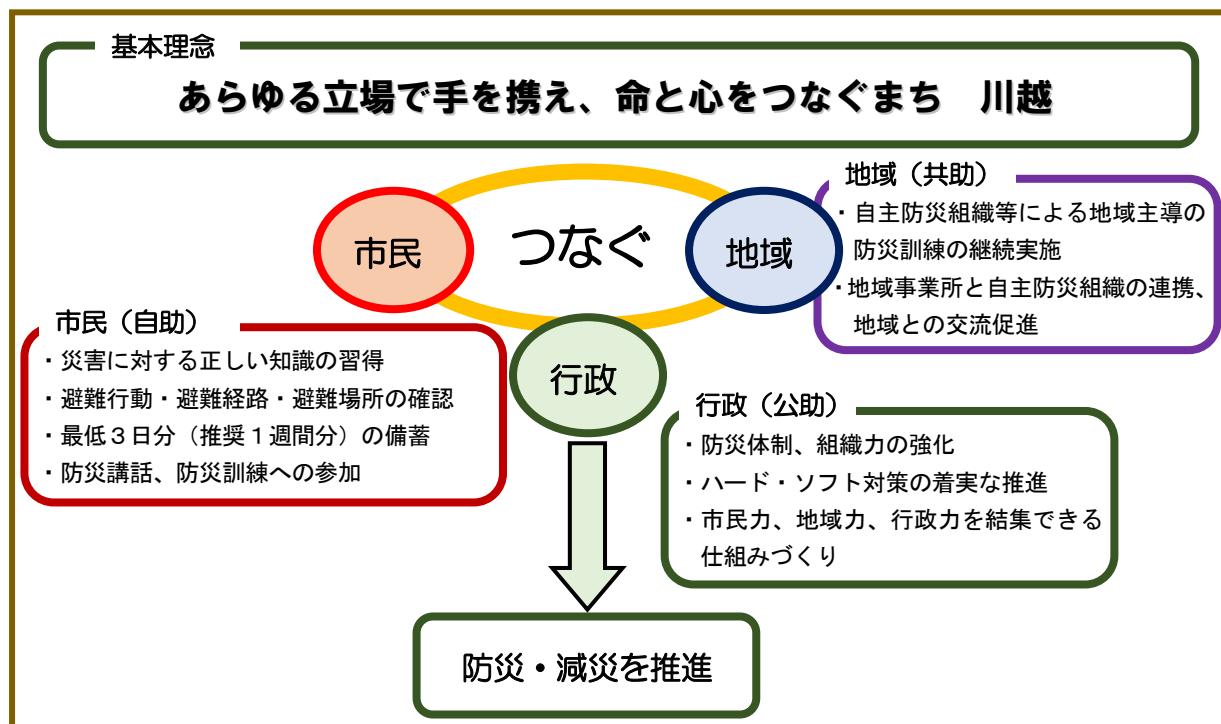 基本理念
あらゆる立場で手を携え、命と心をつなぐまち　川越
市民
つなぐ
地域
行政
地域（共助）
・自主防災組織等による地域主導の
防災訓練の継続実施
・地域事業所と自主防災組織の連携、
地域との交流促進
市民（自助）
・災害に対する正しい知識の習得
・避難行動・避難経路・避難場所の確認
・最低３日分（推奨１週間分）の備蓄
・防災講話、防災訓練への参加
行政（公助）
・防災体制、組織力の強化
・ハード・ソフト対策の着実な推進
・市民力、地域力、行政力を結集できる
仕組みづくり
防災・減災を推進